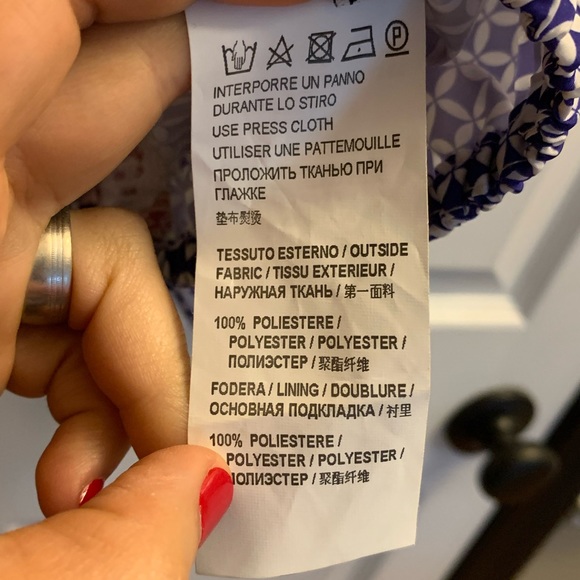 P
INTERPORRE UN PANNO
DURANTE LO STIRO
USE PRESS CLOTH
UTILISER UNE PATTEMOUILLE
ПРОЛОЖИТЬ ТКАНЬЮ ПРИ
ГЛАЖКЕ
垫布熨烫
TESSUTO ESTERNO / OUTSIDE
FABRIC / TISSU EXTERIEUR /
НАРУЖНАЯ ТКАНЬ / 第一面料
100% POLIESTERE /
POLYESTER / POLYESTER /
ПОЛИЭСТЕР / 聚酯纤维
FODERA / LINING / DOUBLURE /
ОСНОВНАЯ ПОДКЛАДКА / 衬里
100% POLIESTERE /
POLYESTER / POLYESTER /
ПОЛИЭСТЕР / 聚酯纤维